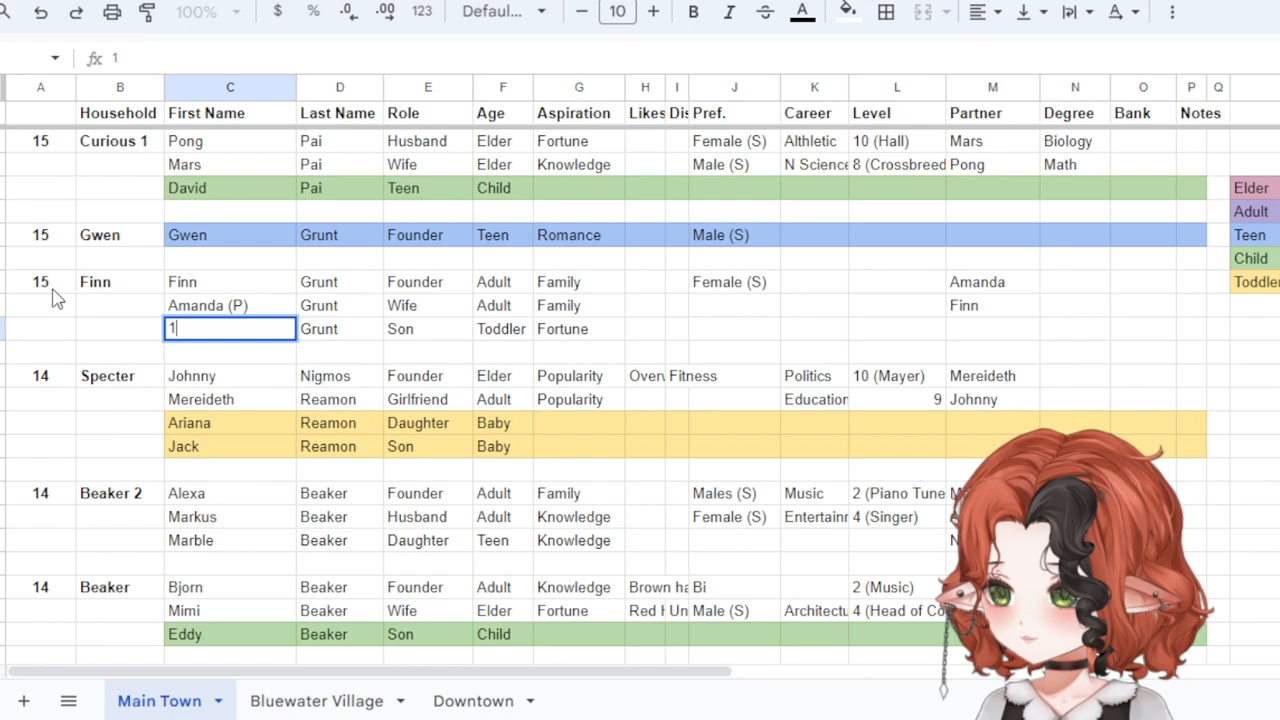 100% $ % .0 .00 123 Defaul... 10 B I S A A
fx 1
A B C D E F G H I J K L M N O P Q
Household First Name Last Name Role Age Aspiration Likes Dis Pref. Career Level Partner Degree Bank Notes
15 Curious 1 Pong Pai Husband Elder Fortune Female (S) Althletic 10 (Hall) Mars Biology
Mars Pai Wife Elder Knowledge Male (S) N Science 8 (Crossbreed Pong Math
David Pai Teen Child Elder
Adult
15 Gwen Gwen Grunt Founder Teen Romance Male (S) Teen
Child
15 Finn Finn Grunt Founder Adult Family Female (S) Amanda Toddler
Amanda (P) Grunt Wife Adult Family Finn
1 Grunt Son Toddler Fortune
14 Specter Johnny Nigmos Founder Elder Popularity Overv Fitness Politics 10 (Mayer) Mereideth
Mereideth Reamon Girlfriend Adult Popularity Education 9 Johnny
Ariana Reamon Daughter Baby
Jack Reamon Son Baby
14 Beaker 2 Alexa Beaker Founder Adult Family Males (S) Music 2 (Piano Tune
Markus Beaker Husband Adult Knowledge Female (S) Entertainn 4 (Singer)
Marble Beaker Daughter Teen Knowledge
14 Beaker Bjorn Beaker Founder Adult Knowledge Brown ha Bi 2 (Music)
Mimi Beaker Wife Elder Fortune Red H Un Male (S) Architectu 4 (Head of Co
Eddy Beaker Son Child
+ Main Town Bluewater Village Downtown